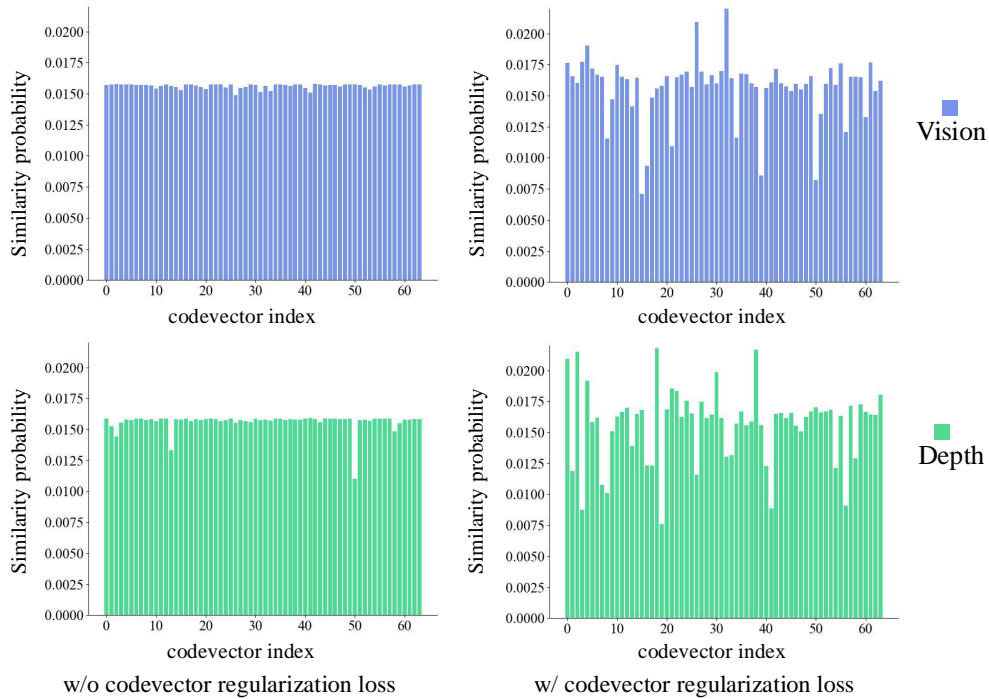 0.0200
0.0175
0.0150
0.0125
0.0100
0.0075
0.0050
0.0025
0.0000
Similarity probability
0 10 20 30 40 50 60
codevector index
0.0200
0.0175
0.0150
0.0125
0.0100
0.0075
0.0050
0.0025
0.0000
Similarity probability
0 10 20 30 40 50 60
codevector index
Vision
0.0200
0.0175
0.0150
0.0125
0.0100
0.0075
0.0050
0.0025
0.0000
Similarity probability
0 10 20 30 40 50 60
codevector index
0.0200
0.0175
0.0150
0.0125
0.0100
0.0075
0.0050
0.0025
0.0000
Similarity probability
0 10 20 30 40 50 60
codevector index
Depth
w/o codevector regularization loss
w/ codevector regularization loss